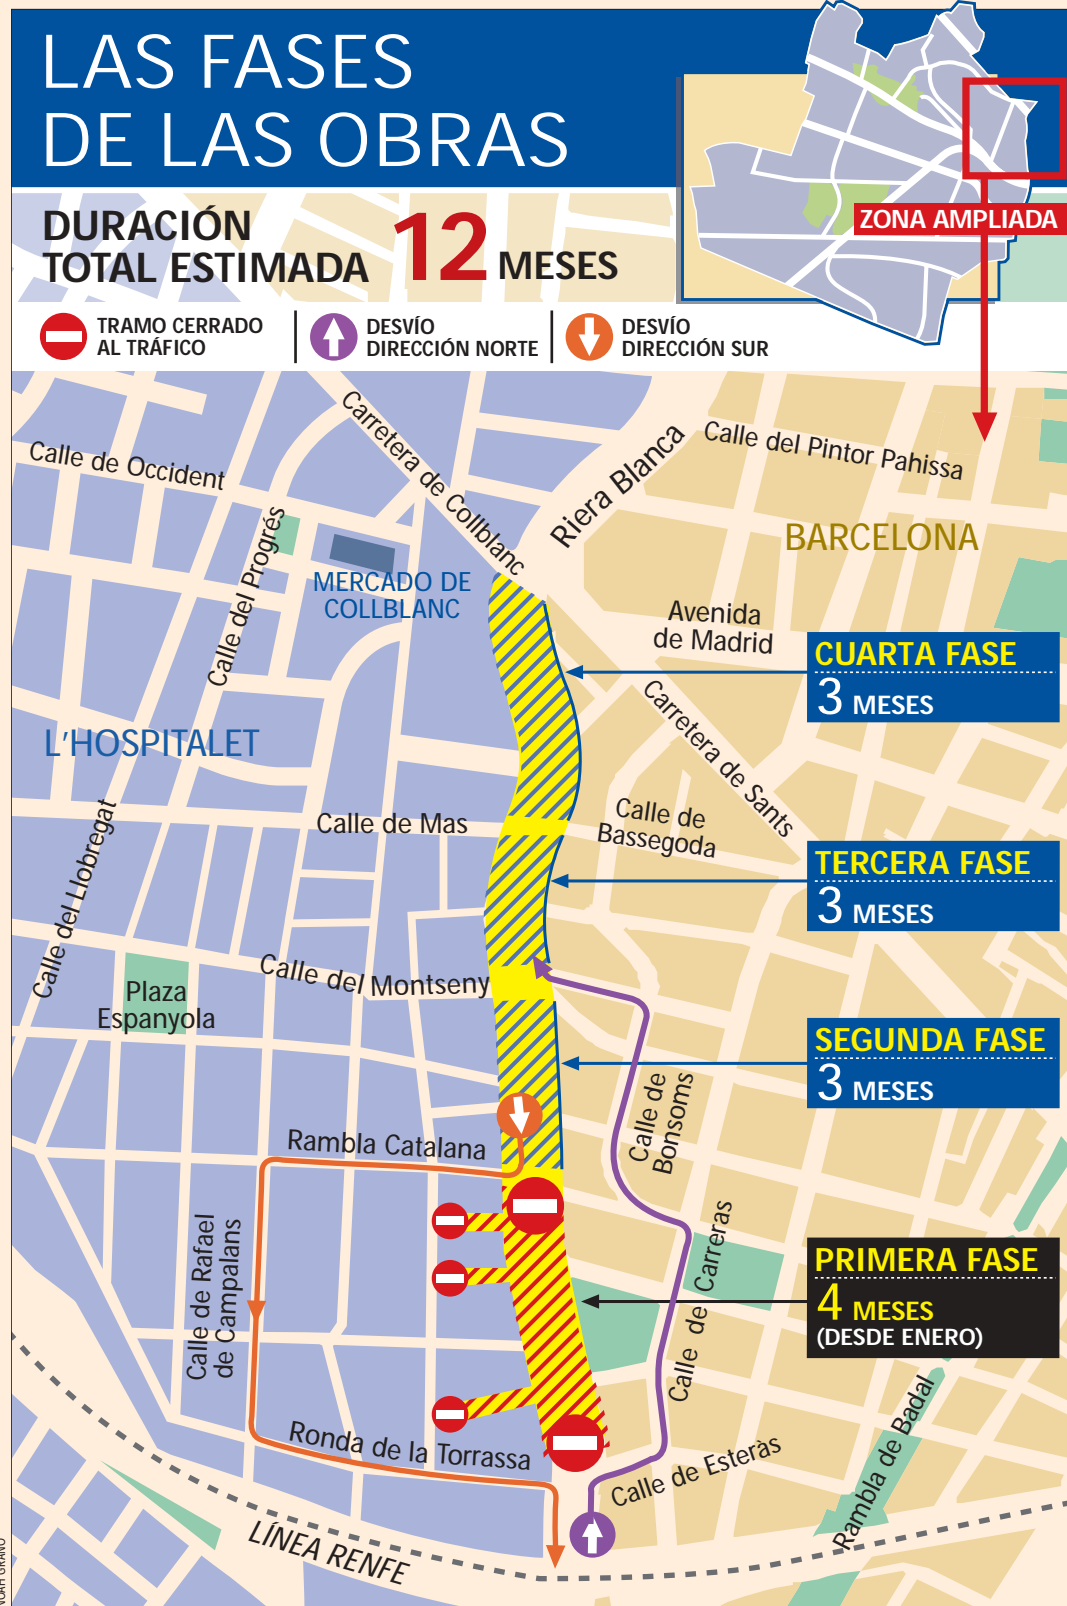 LAS FASES
DE LAS OBRAS
DURACIÓN
TOTAL ESTIMADA
12 MESES
ZONA AMPLIADA
TRAMO CERRADO
AL TRÁFICO
DESVÍO
DIRECCIÓN NORTE
DESVÍO
DIRECCIÓN SUR
Carretera de Collblanc
Riera Blanca
Calle del Pintor Pahissa
Calle de Occident
Calle del Progrés
BARCELONA
MERCADO DE
COLLBLANC
Avenida
de Madrid
CUARTA FASE
3 MESES
Carretera de Sants
L'HOSPITALET
Calle de Mas
Calle de
Bassegoda
Calle del Llobregat
TERCERA FASE
3 MESES
Calle del Montseny
Plaza
Espanyola
SEGUNDA FASE
3 MESES
Calle de
Bonsoms
Rambla Catalana
Calle de Rafael
de Campalans
Calle de Carreras
PRIMERA FASE
4 MESES
(DESDE ENERO)
Ronda de la Torrassa
Calle de Esteràs
Rambla de Badal
LÍNEA RENFE